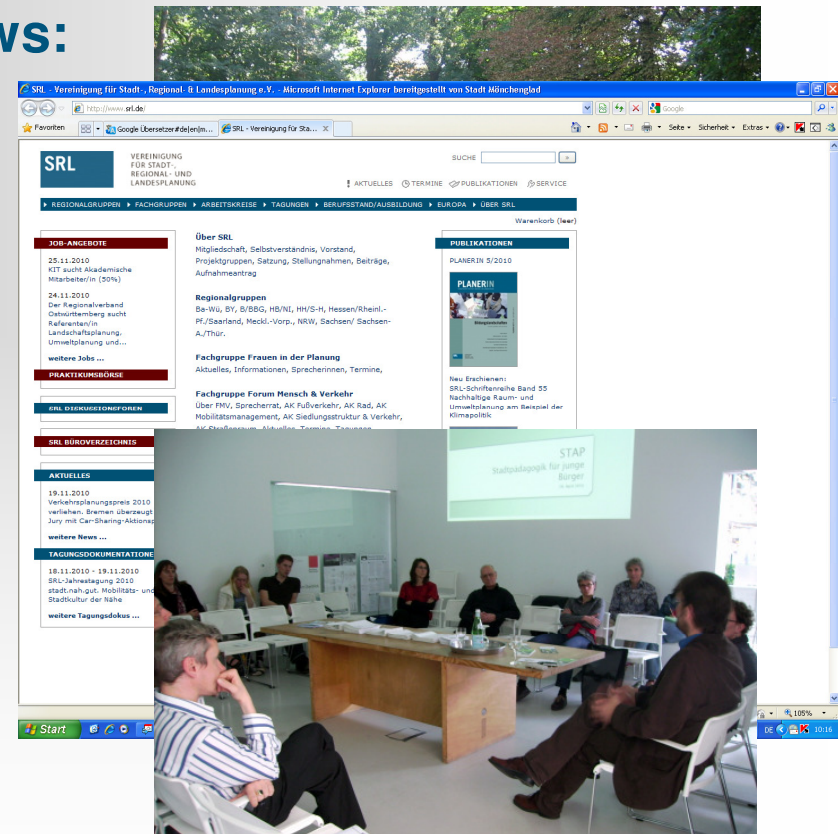 ws:
SRL - Vereinigung für Stadt-, Regional- & Landesplanung e.V. - Microsoft Internet Explorer bereitgestellt von Stadt Mönchenglad
http://www.srl.de/
Google
Favoriten
Google Übersetzer#de|en|m...
SRL - Vereinigung für Sta...
Seite
Sicherheit
Extras
SRL
VEREINIGUNG
FÜR STADT-,
REGIONAL- UND
LANDESPLANUNG
SUCHE
AKTUELLES TERMINE PUBLIKATIONEN SERVICE
REGIONALGRUPPEN FACHGRUPPEN ARBEITSKREISE TAGUNGEN BERUFSSTAND/AUSBILDUNG EUROPA ÜBER SRL
Warenkorb (leer)
JOB-ANGEBOTE
25.11.2010
KIT sucht Akademische
Mitarbeiter/in (50%)
24.11.2010
Der Regionalverband
Ostwürttemberg sucht
Referenten/in
Landschaftsplanung,
Umweltplanung und...
weitere Jobs ...
PRAKTIKUMSBÖRSE
SRL DISKUSSIONSFOREN
SRL BÜROVERZEICHNIS
AKTUELLES
19.11.2010
Verkehrsplanungspreis 2010
verliehen. Bremen überzeugt
Jury mit Car-Sharing-Aktionsp
weitere News ...
TAGUNGSDOKUMENTATIONE
18.11.2010 - 19.11.2010
SRL-Jahrestagung 2010
stadt.nah.gut. Mobilitäts- und
Stadtkultur der Nähe
weitere Tagungsdokus ...
Über SRL
Mitgliedschaft, Selbstverständnis, Vorstand,
Projektgruppen, Satzung, Stellungnahmen, Beiträge,
Aufnahmeantrag
Regionalgruppen
Ba-Wü, BY, B/BBG, HB/NI, HH/S-H, Hessen/Rheinl.-
Pf./Saarland, Meckl.-Vorp., NRW, Sachsen/ Sachsen-
A./Thür.
Fachgruppe Frauen in der Planung
Aktuelles, Informationen, Sprecherinnen, Termine,
Fachgruppe Forum Mensch & Verkehr
Über FMV, Sprecherrat, AK Fußverkehr, AK Rad, AK
Mobilitätsmanagement, AK Siedlungsstruktur & Verkehr,
AK Straßenraum, Aktuelles, Termine, Tagungen
PUBLIKATIONEN
PLANERIN 5/2010
PLANERIN
Neu Erschienen:
SRL-Schriftenreihe Band 55
Nachhaltige Raum- und
Umweltplanung am Beispiel der
Klimapolitik
STAP
Stadtpädagogik für junge
Bürger
105%
Start
DE
10:16